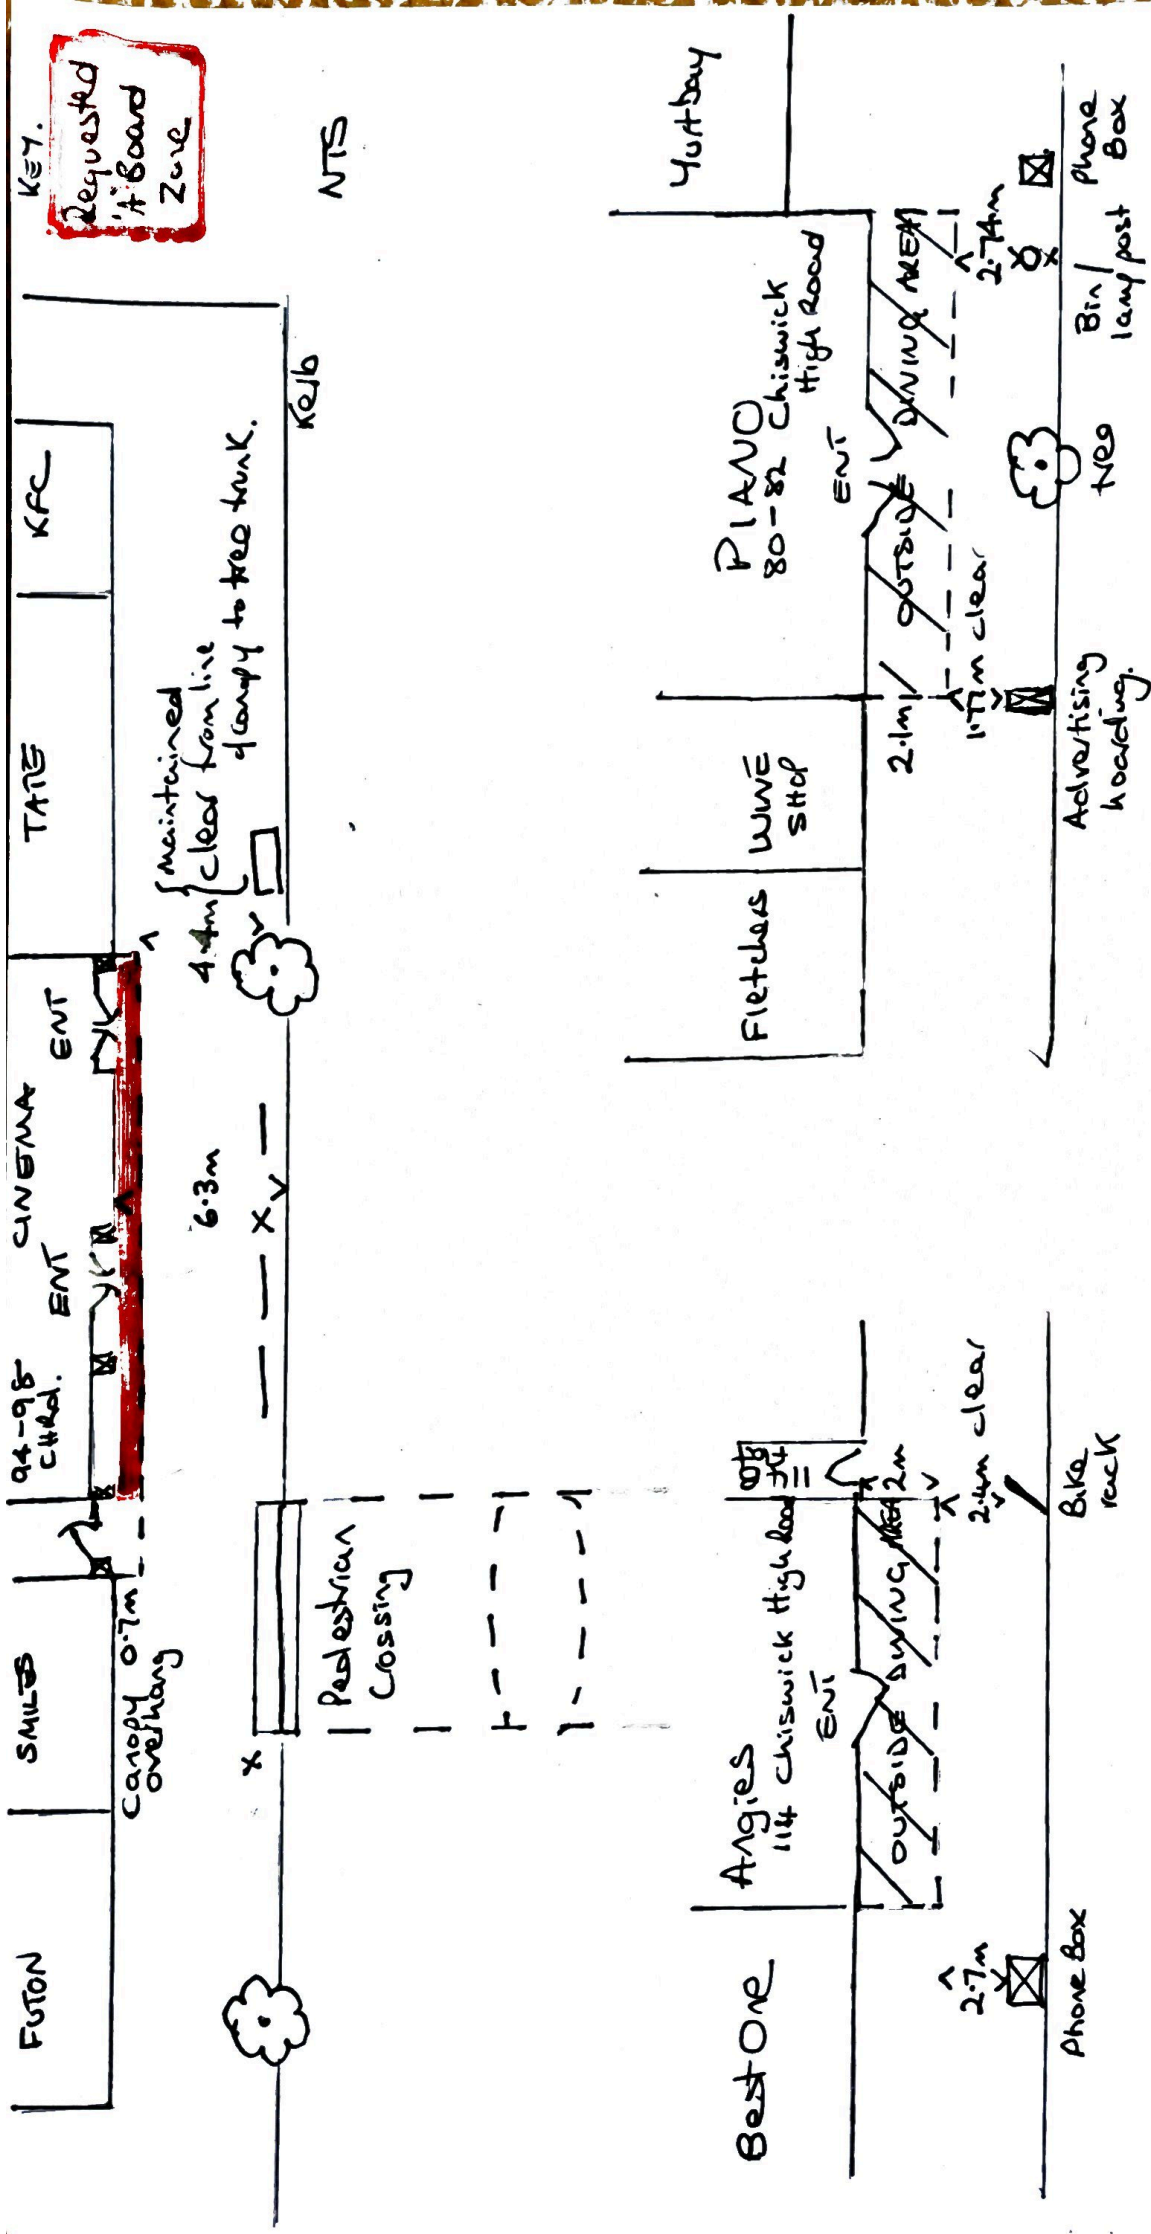 KEY.
Requested
'A' Board
Zone
NTS
FUTON
SMILES
94-98
CHRd.
CINEMA
ENT
ENT
TATE
KFC
Canopy 0.7m
overhang
6.3m
4.4m
maintained
clear from line
of canopy to tree trunk.
Kerb
x
x
Pedestrian
Crossing
Best One
Angies
114 Chiswick High Road
ENT
OUTSIDE DINING AREA
2m
2.7m
2.4m clear
Phone Box
Bike
rack
Fletchers
WINE
SHOP
PIANO
80-82 Chiswick
High Road
ENT
2.1m
OUTSIDE DINING AREA
1.77m clear
2.74m
Advertising
hoarding.
tree
Bin/
lamp post
Phone
Box